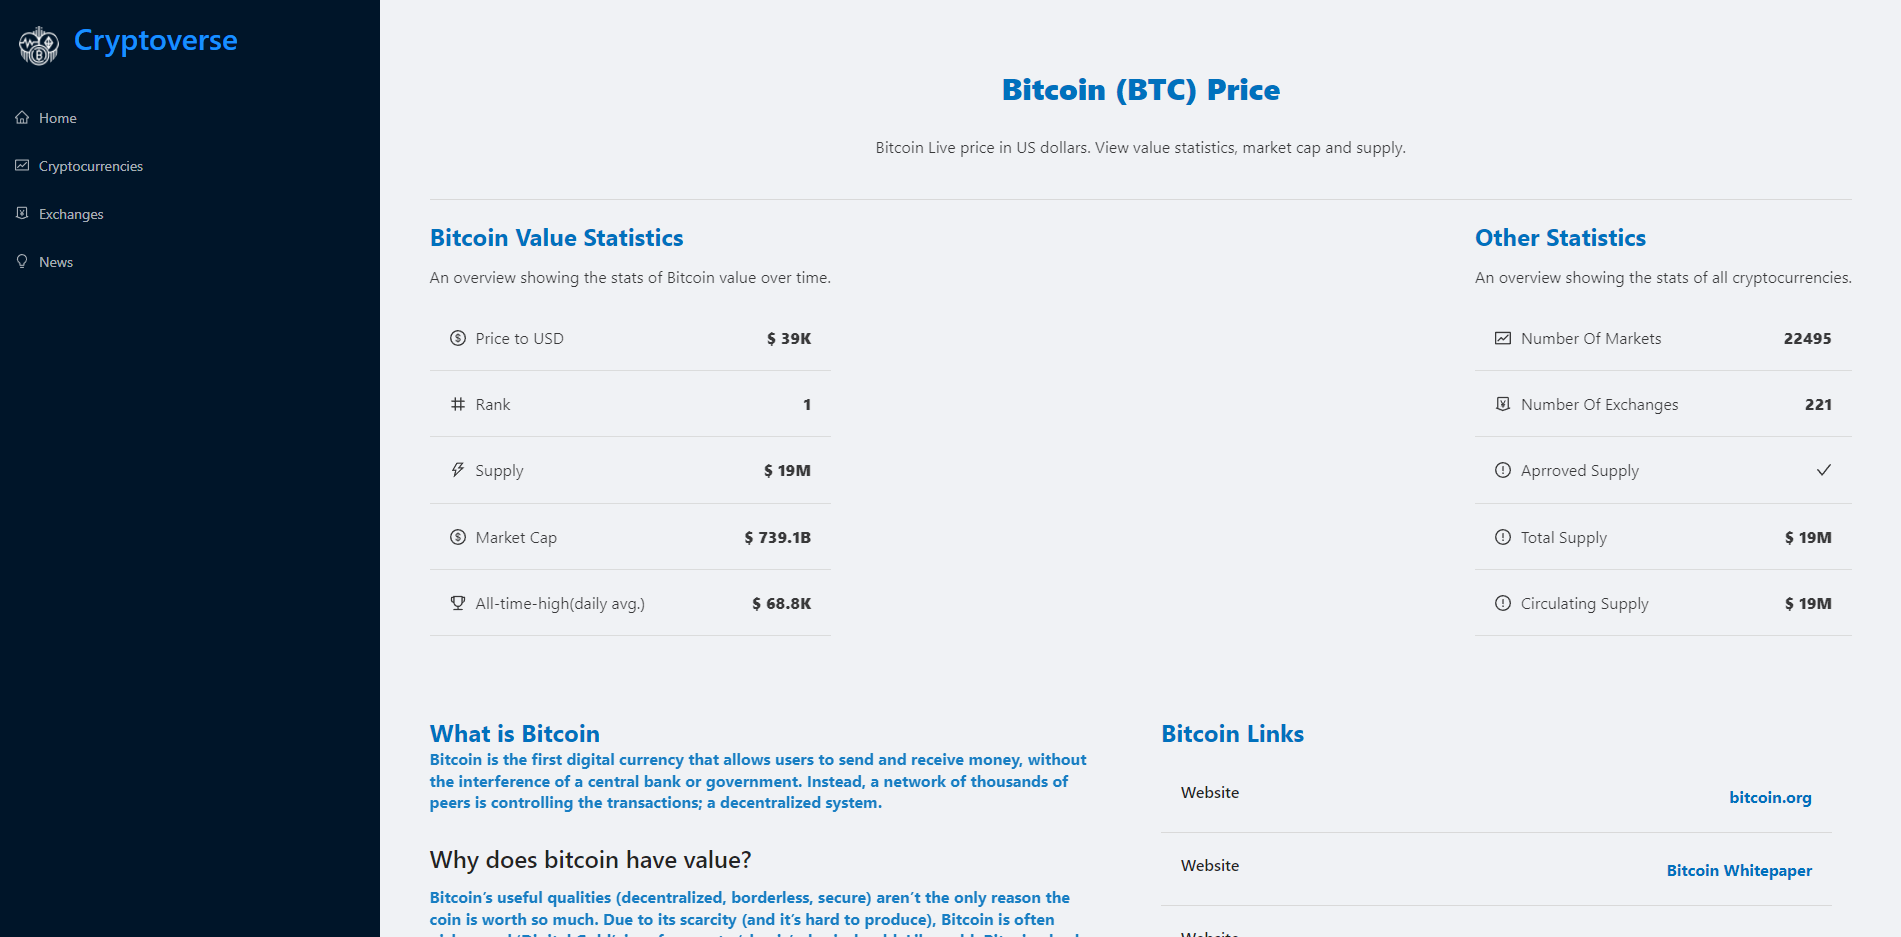 Cryptoverse
Home
Cryptocurrencies
Exchanges
News
Bitcoin (BTC) Price
Bitcoin Live price in US dollars. View value statistics, market cap and supply.
Bitcoin Value Statistics
An overview showing the stats of Bitcoin value over time.
Price to USD $ 39K
Rank 1
Supply $ 19M
Market Cap $ 739.1B
All-time-high(daily avg.) $ 68.8K
Other Statistics
An overview showing the stats of all cryptocurrencies.
Number Of Markets 22495
Number Of Exchanges 221
Aprroved Supply
Total Supply $ 19M
Circulating Supply $ 19M
What is Bitcoin
Bitcoin is the first digital currency that allows users to send and receive money, without
the interference of a central bank or government. Instead, a network of thousands of
peers is controlling the transactions; a decentralized system.
Why does bitcoin have value?
Bitcoin’s useful qualities (decentralized, borderless, secure) aren’t the only reason the
coin is worth so much. Due to its scarcity (and it’s hard to produce), Bitcoin is often
Bitcoin Links
Website bitcoin.org
Website Bitcoin Whitepaper
Website